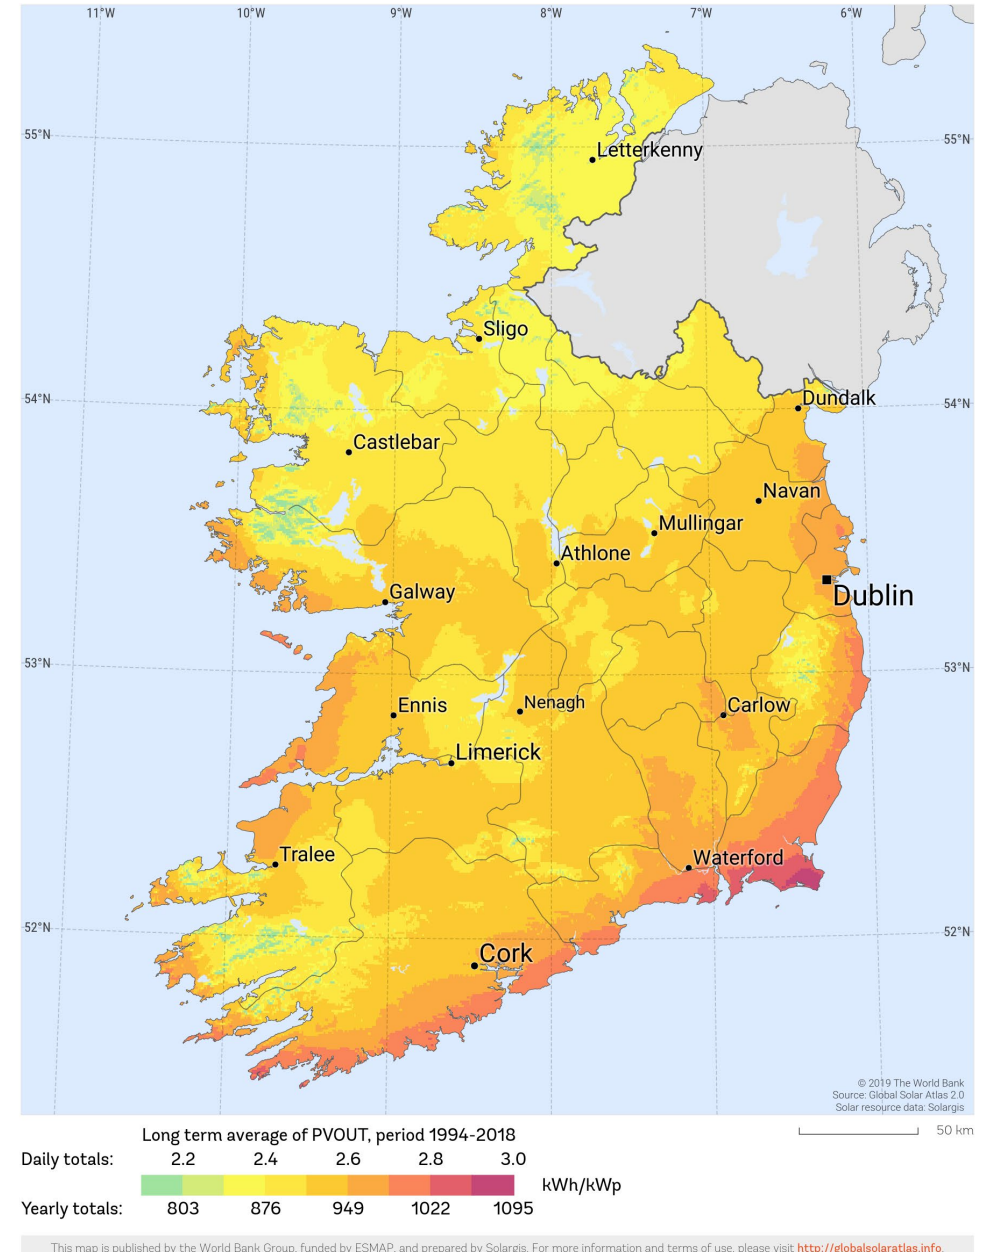 11°W 10°W 9°W 8°W 7°W 6°W
55°N 55°N
Letterkenny
Sligo
54°N 54°N
Dundalk
Castlebar
Navan
Mullingar
Athlone
Galway
Dublin
53°N 53°N
Ennis
Nenagh
Carlow
Limerick
Tralee
Waterford
52°N 52°N
Cork
© 2019 The World Bank
Source: Global Solar Atlas 2.0
Solar resource data: Solargis
50 km
Long term average of PVOUT, period 1994-2018
Daily totals: 2.2 2.4 2.6 2.8 3.0
kWh/kWp
Yearly totals: 803 876 949 1022 1095
This map is published by the World Bank Group, funded by ESMAP, and prepared by Solargis. For more information and terms of use, please visit http://globalsolaratlas.info.